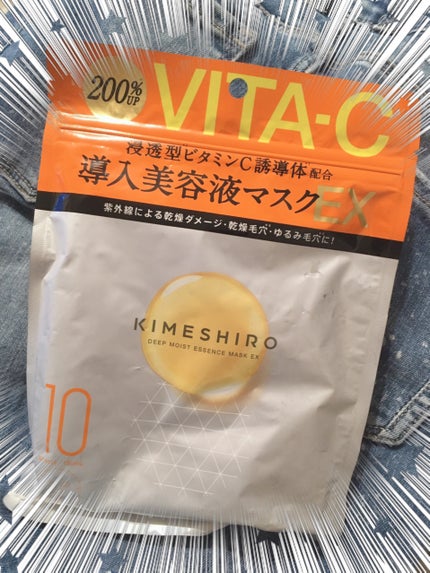 200%
UP
VITA-C
浸透型ビタミンC誘導体配合
導入美容液マスクEX
紫外線による乾燥ダメージ・乾燥毛穴・ゆるみ毛穴に!
KIMESHIRO
DEEP MOIST ESSENCE MASK EX
10